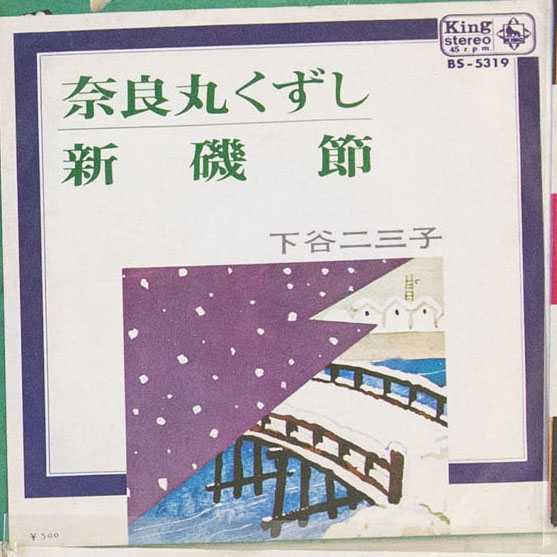 King
stereo
45 r.p.m
BS-5319
奈良丸くずし
新磯節
下谷二三子
¥500